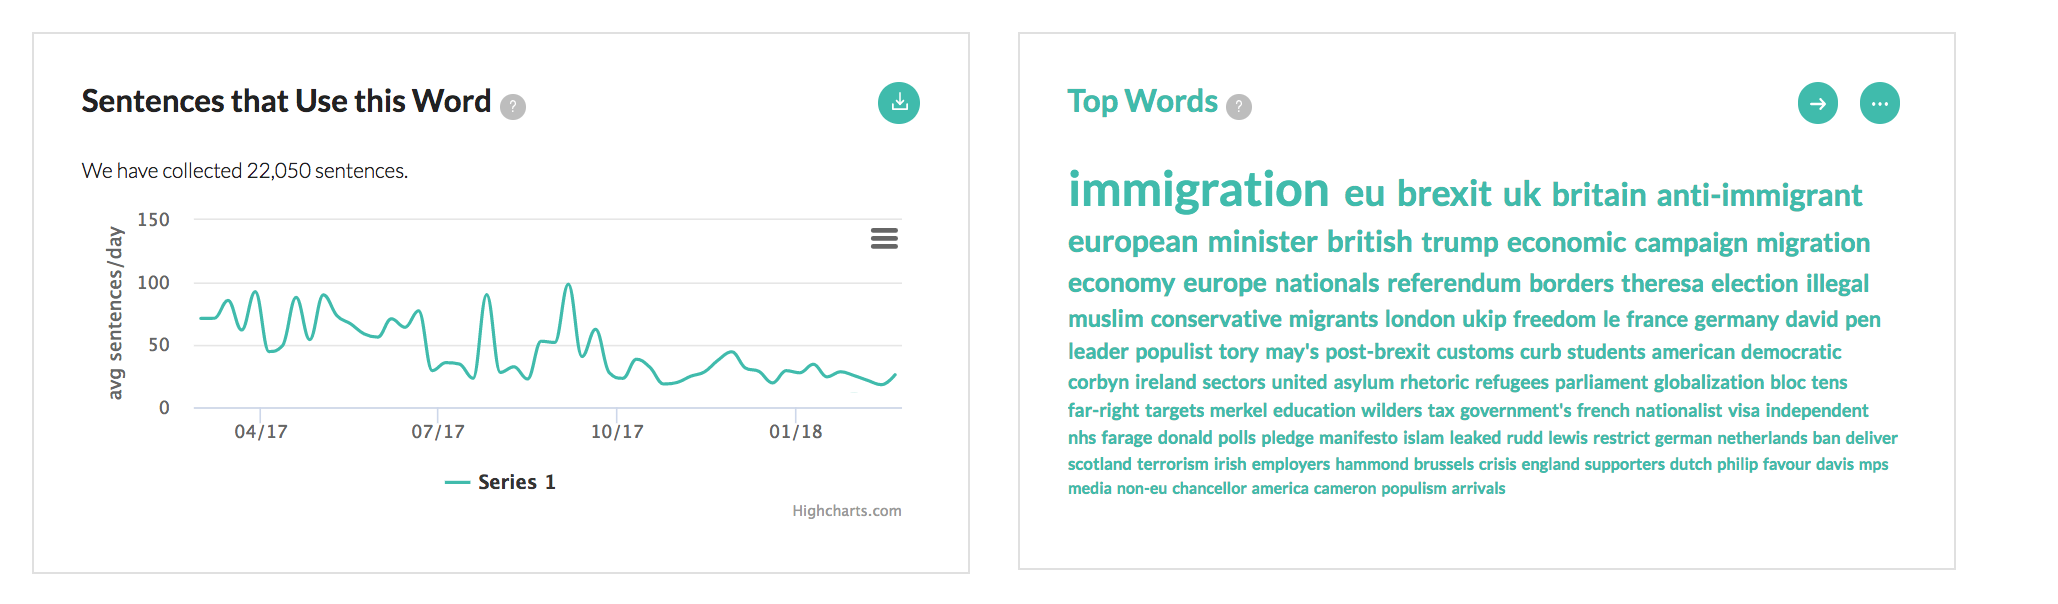 Sentences that Use this Word ?
We have collected 22,050 sentences.
avg sentences/day
150
100
50
0
04/17 07/17 10/17 01/18
Series 1
Highcharts.com
Top Words ?
immigration eu brexit uk britain anti-immigrant
european minister british trump economic campaign migration
economy europe nationals referendum borders theresa election illegal
muslim conservative migrants london ukip freedom le france germany david pen
leader populist tory may's post-brexit customs curb students american democratic
corbyn ireland sectors united asylum rhetoric refugees parliament globalization bloc tens
far-right targets merkel education wilders tax government's french nationalist visa independent
nhs farage donald polls pledge manifesto islam leaked rudd lewis restrict german netherlands ban deliver
scotland terrorism irish employers hammond brussels crisis england supporters dutch philip favour davis mps
media non-eu chancellor america cameron populism arrivals